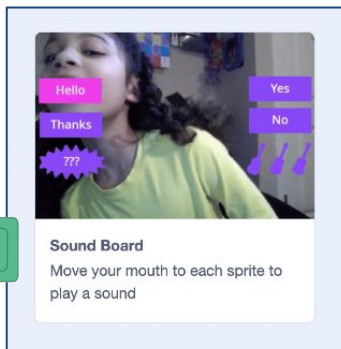 Hello
Yes
Thanks
No
???
Sound Board
Move your mouth to each sprite to
play a sound